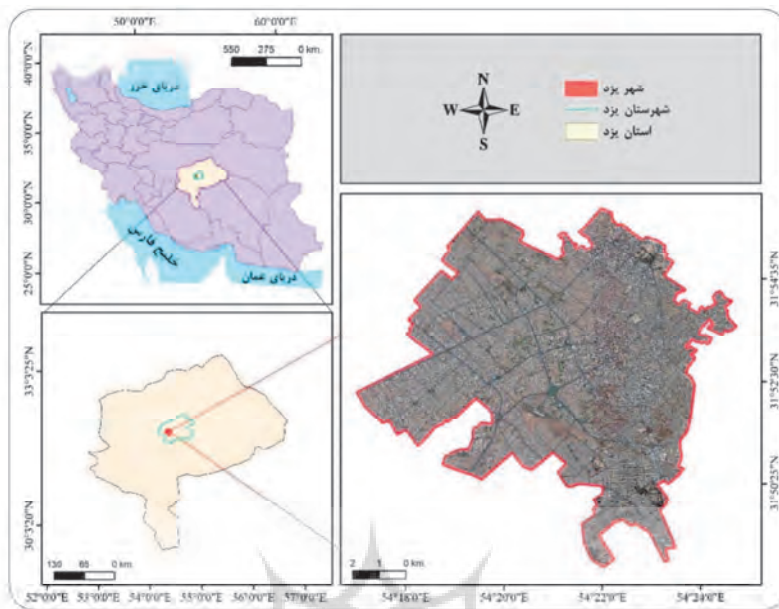 50°0'0"E 60°0'0"E
550 275 0 km.
40°0'0"N
35°0'0"N
30°0'0"N
25°0'0"N
دریای خزر
خلیج فارس
دریای عمان
N
W E
S
شهر یزد
شهرستان یزد
استان یزد
33°3'25"N
30°3'20"N
130 65 0 km.
52°0'0"E 53°0'0"E 54°0'0"E 55°0'0"E 56°0'0"E 57°0'0"E
31°54'35"N
31°52'30"N
31°50'25"N
2 1 0 km.
54°18'0"E 54°20'0"E 54°22'0"E 54°24'0"E